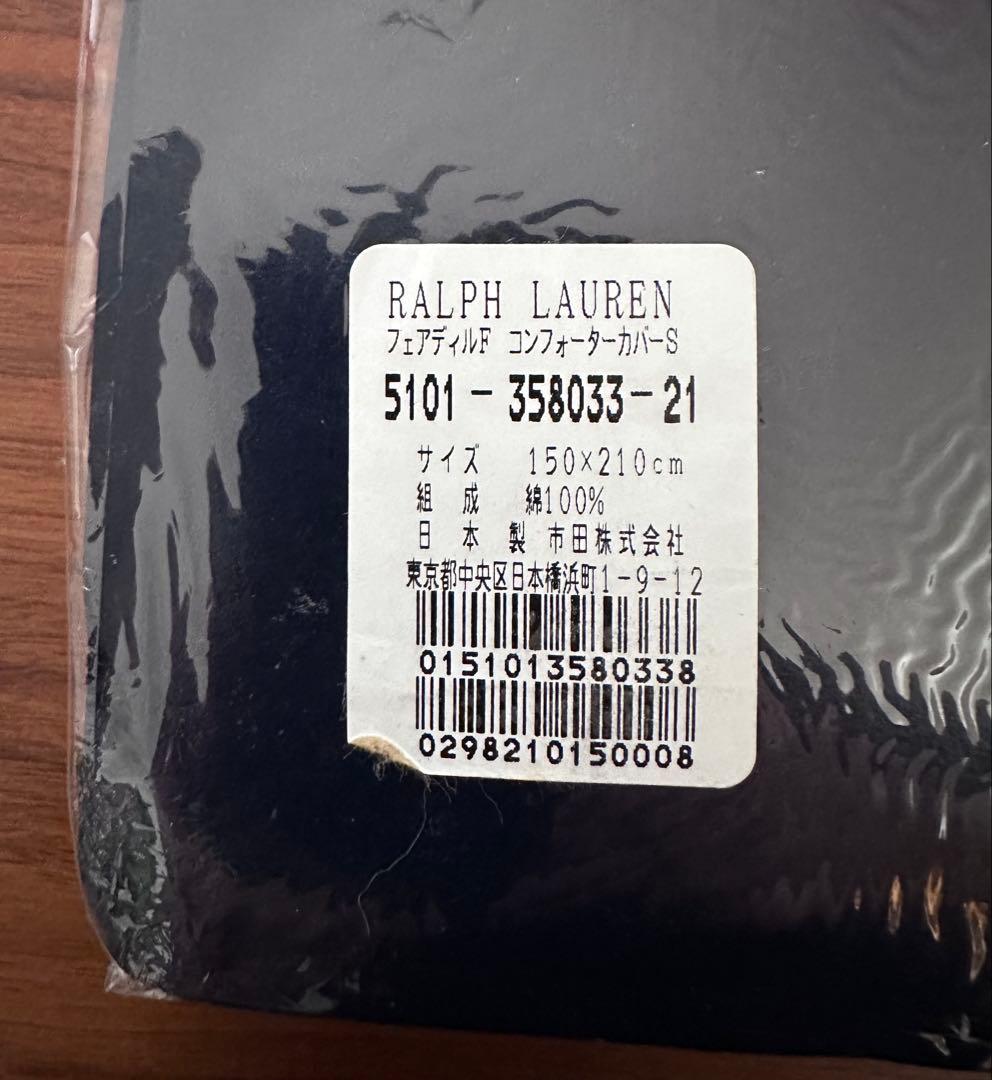 RALPH LAUREN
フェアディルF コンフォーターカバーS
5101-358033-21
サイズ 150×210cm
組成 綿100%
日本製 市田株式会社
東京都中央区日本橋浜町1-9-12
0151013580338
0298210150008